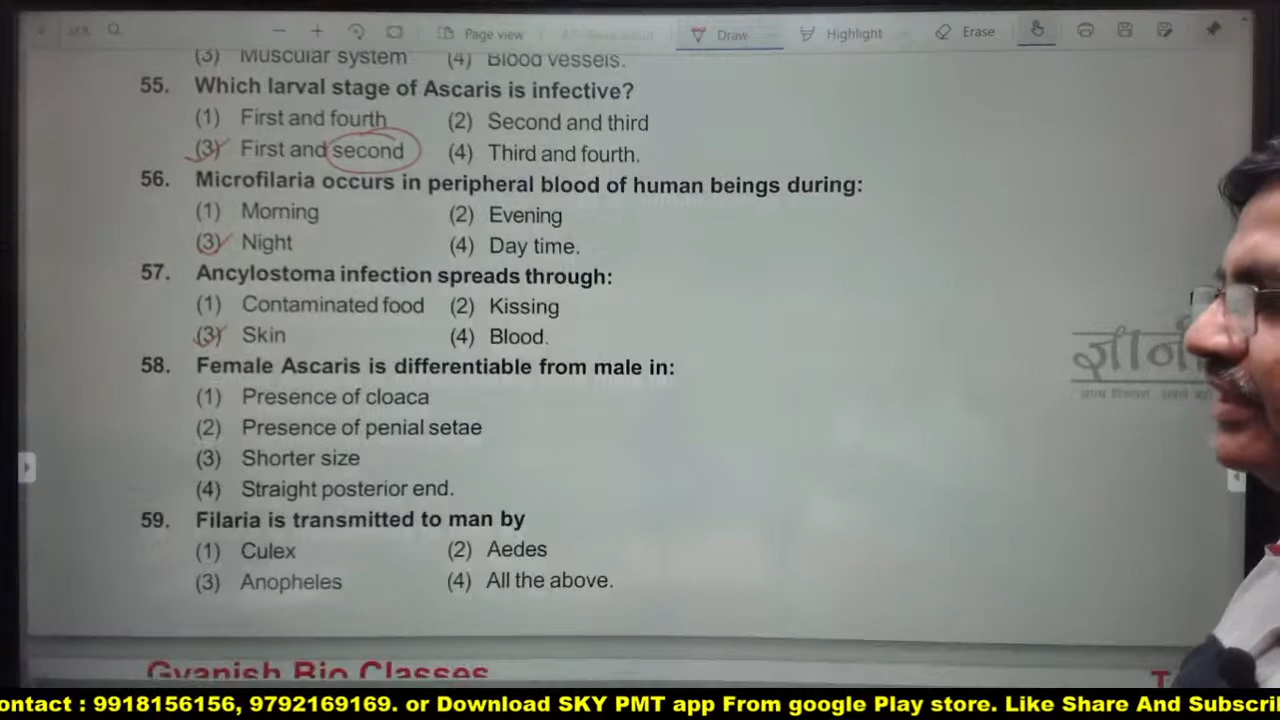 Page view Draw Highlight Erase
(3) Muscular system (4) Blood vessels.
55. Which larval stage of Ascaris is infective?
(1) First and fourth (2) Second and third
(3) First and second (4) Third and fourth.
56. Microfilaria occurs in peripheral blood of human beings during:
(1) Morning (2) Evening
(3) Night (4) Day time.
57. Ancylostoma infection spreads through:
(1) Contaminated food (2) Kissing
(3) Skin (4) Blood.
58. Female Ascaris is differentiable from male in:
(1) Presence of cloaca
(2) Presence of penial setae
(3) Shorter size
(4) Straight posterior end.
59. Filaria is transmitted to man by
(1) Culex (2) Aedes
(3) Anopheles (4) All the above.
Gyanish Bio Classes
ontact : 9918156156, 9792169169. or Download SKY PMT app From google Play store. Like Share And Subscri